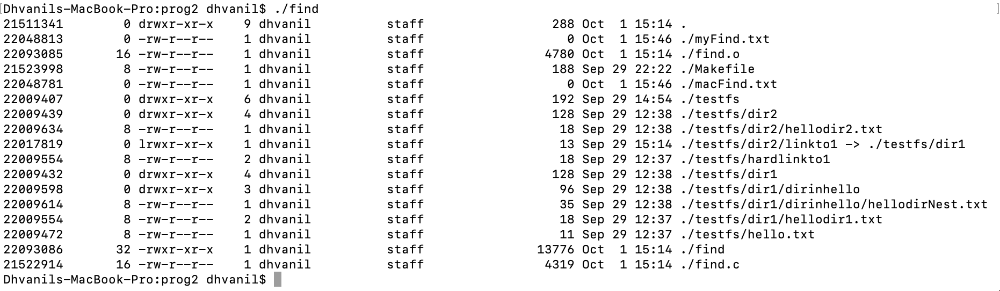 Dhvanils-MacBook-Pro:prog2 dhvanil$ ./find
21511341        0 drwxr-xr-x    9 dhvanil          staff                 288 Oct  1 15:14 .
22048813        0 -rw-r--r--    1 dhvanil          staff                   0 Oct  1 15:46 ./myFind.txt
22093085       16 -rw-r--r--    1 dhvanil          staff                4780 Oct  1 15:14 ./find.o
21523998        8 -rw-r--r--    1 dhvanil          staff                 188 Sep 29 22:22 ./Makefile
22048781        0 -rw-r--r--    1 dhvanil          staff                   0 Oct  1 15:46 ./macFind.txt
22009407        0 drwxr-xr-x    6 dhvanil          staff                 192 Sep 29 14:54 ./testfs
22009439        0 drwxr-xr-x    4 dhvanil          staff                 128 Sep 29 12:38 ./testfs/dir2
22009634        8 -rw-r--r--    1 dhvanil          staff                  18 Sep 29 12:38 ./testfs/dir2/hellodir2.txt
22017819        0 lrwxr-xr-x    1 dhvanil          staff                  13 Sep 29 15:14 ./testfs/dir2/linkto1 -> ./testfs/dir1
22009554        8 -rw-r--r--    2 dhvanil          staff                  18 Sep 29 12:37 ./testfs/hardlinkto1
22009432        0 drwxr-xr-x    4 dhvanil          staff                 128 Sep 29 12:38 ./testfs/dir1
22009598        0 drwxr-xr-x    3 dhvanil          staff                  96 Sep 29 12:38 ./testfs/dir1/dirinhello
22009614        8 -rw-r--r--    1 dhvanil          staff                  35 Sep 29 12:38 ./testfs/dir1/dirinhello/hellodirNest.txt
22009554        8 -rw-r--r--    2 dhvanil          staff                  18 Sep 29 12:37 ./testfs/dir1/hellodir1.txt
22009472        8 -rw-r--r--    1 dhvanil          staff                  11 Sep 29 12:37 ./testfs/hello.txt
22093086       32 -rwxr-xr-x    1 dhvanil          staff               13776 Oct  1 15:14 ./find
21522914       16 -rw-r--r--    1 dhvanil          staff                4319 Oct  1 15:14 ./find.c
Dhvanils-MacBook-Pro:prog2 dhvanil$